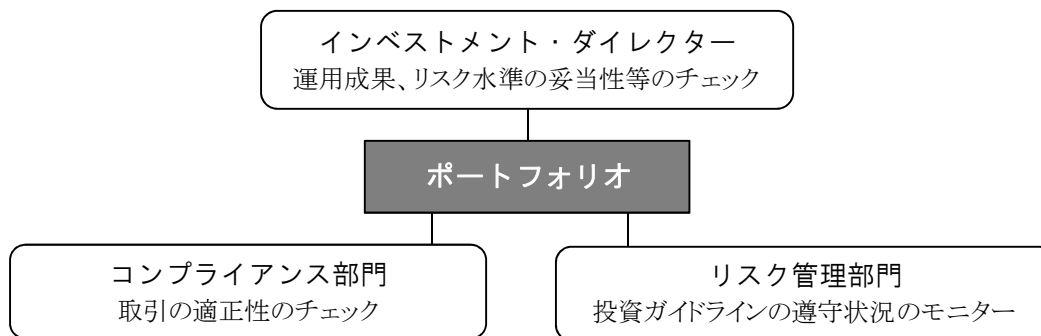 インベストメント・ダイレクター
運用成果、リスク水準の妥当性等のチェック
ポートフォリオ
コンプライアンス部門
取引の適正性のチェック
リスク管理部門
投資ガイドラインの遵守状況のモニター